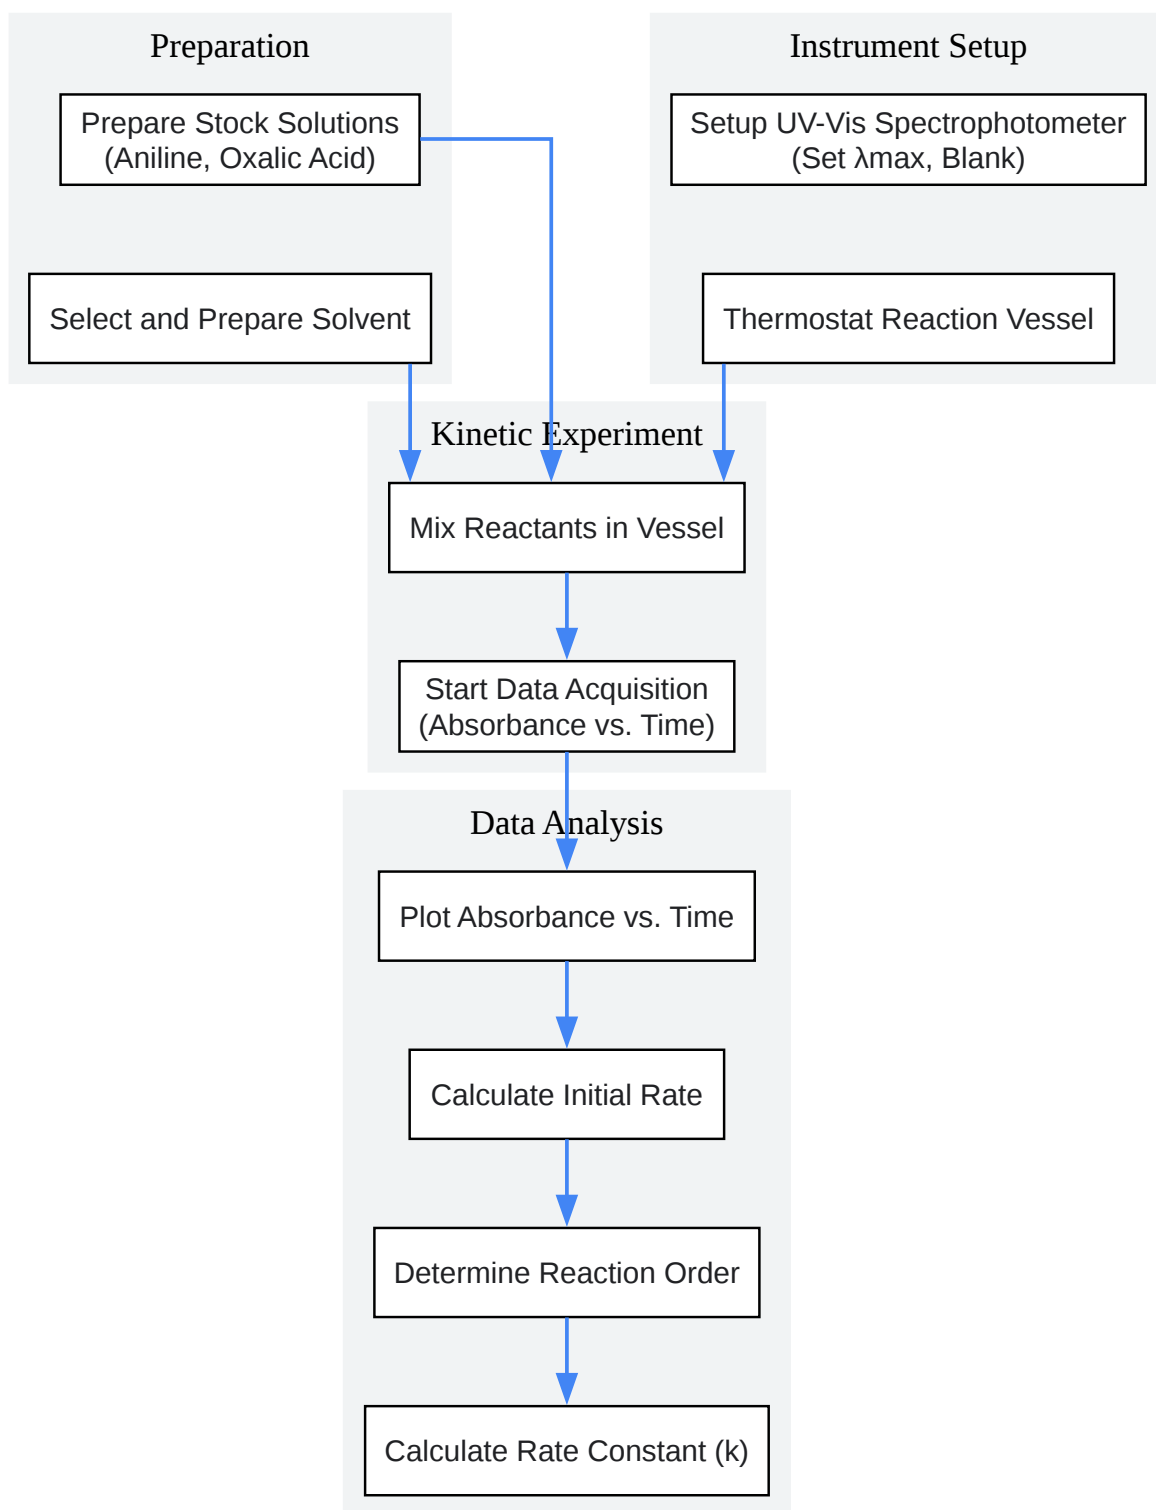 Preparation
Prepare Stock Solutions
(Aniline, Oxalic Acid)
Select and Prepare Solvent
Instrument Setup
Setup UV-Vis Spectrophotometer
(Set λmax, Blank)
Thermostat Reaction Vessel
Kinetic Experiment
Mix Reactants in Vessel
Start Data Acquisition
(Absorbance vs. Time)
Data Analysis
Plot Absorbance vs. Time
Calculate Initial Rate
Determine Reaction Order
Calculate Rate Constant (k)